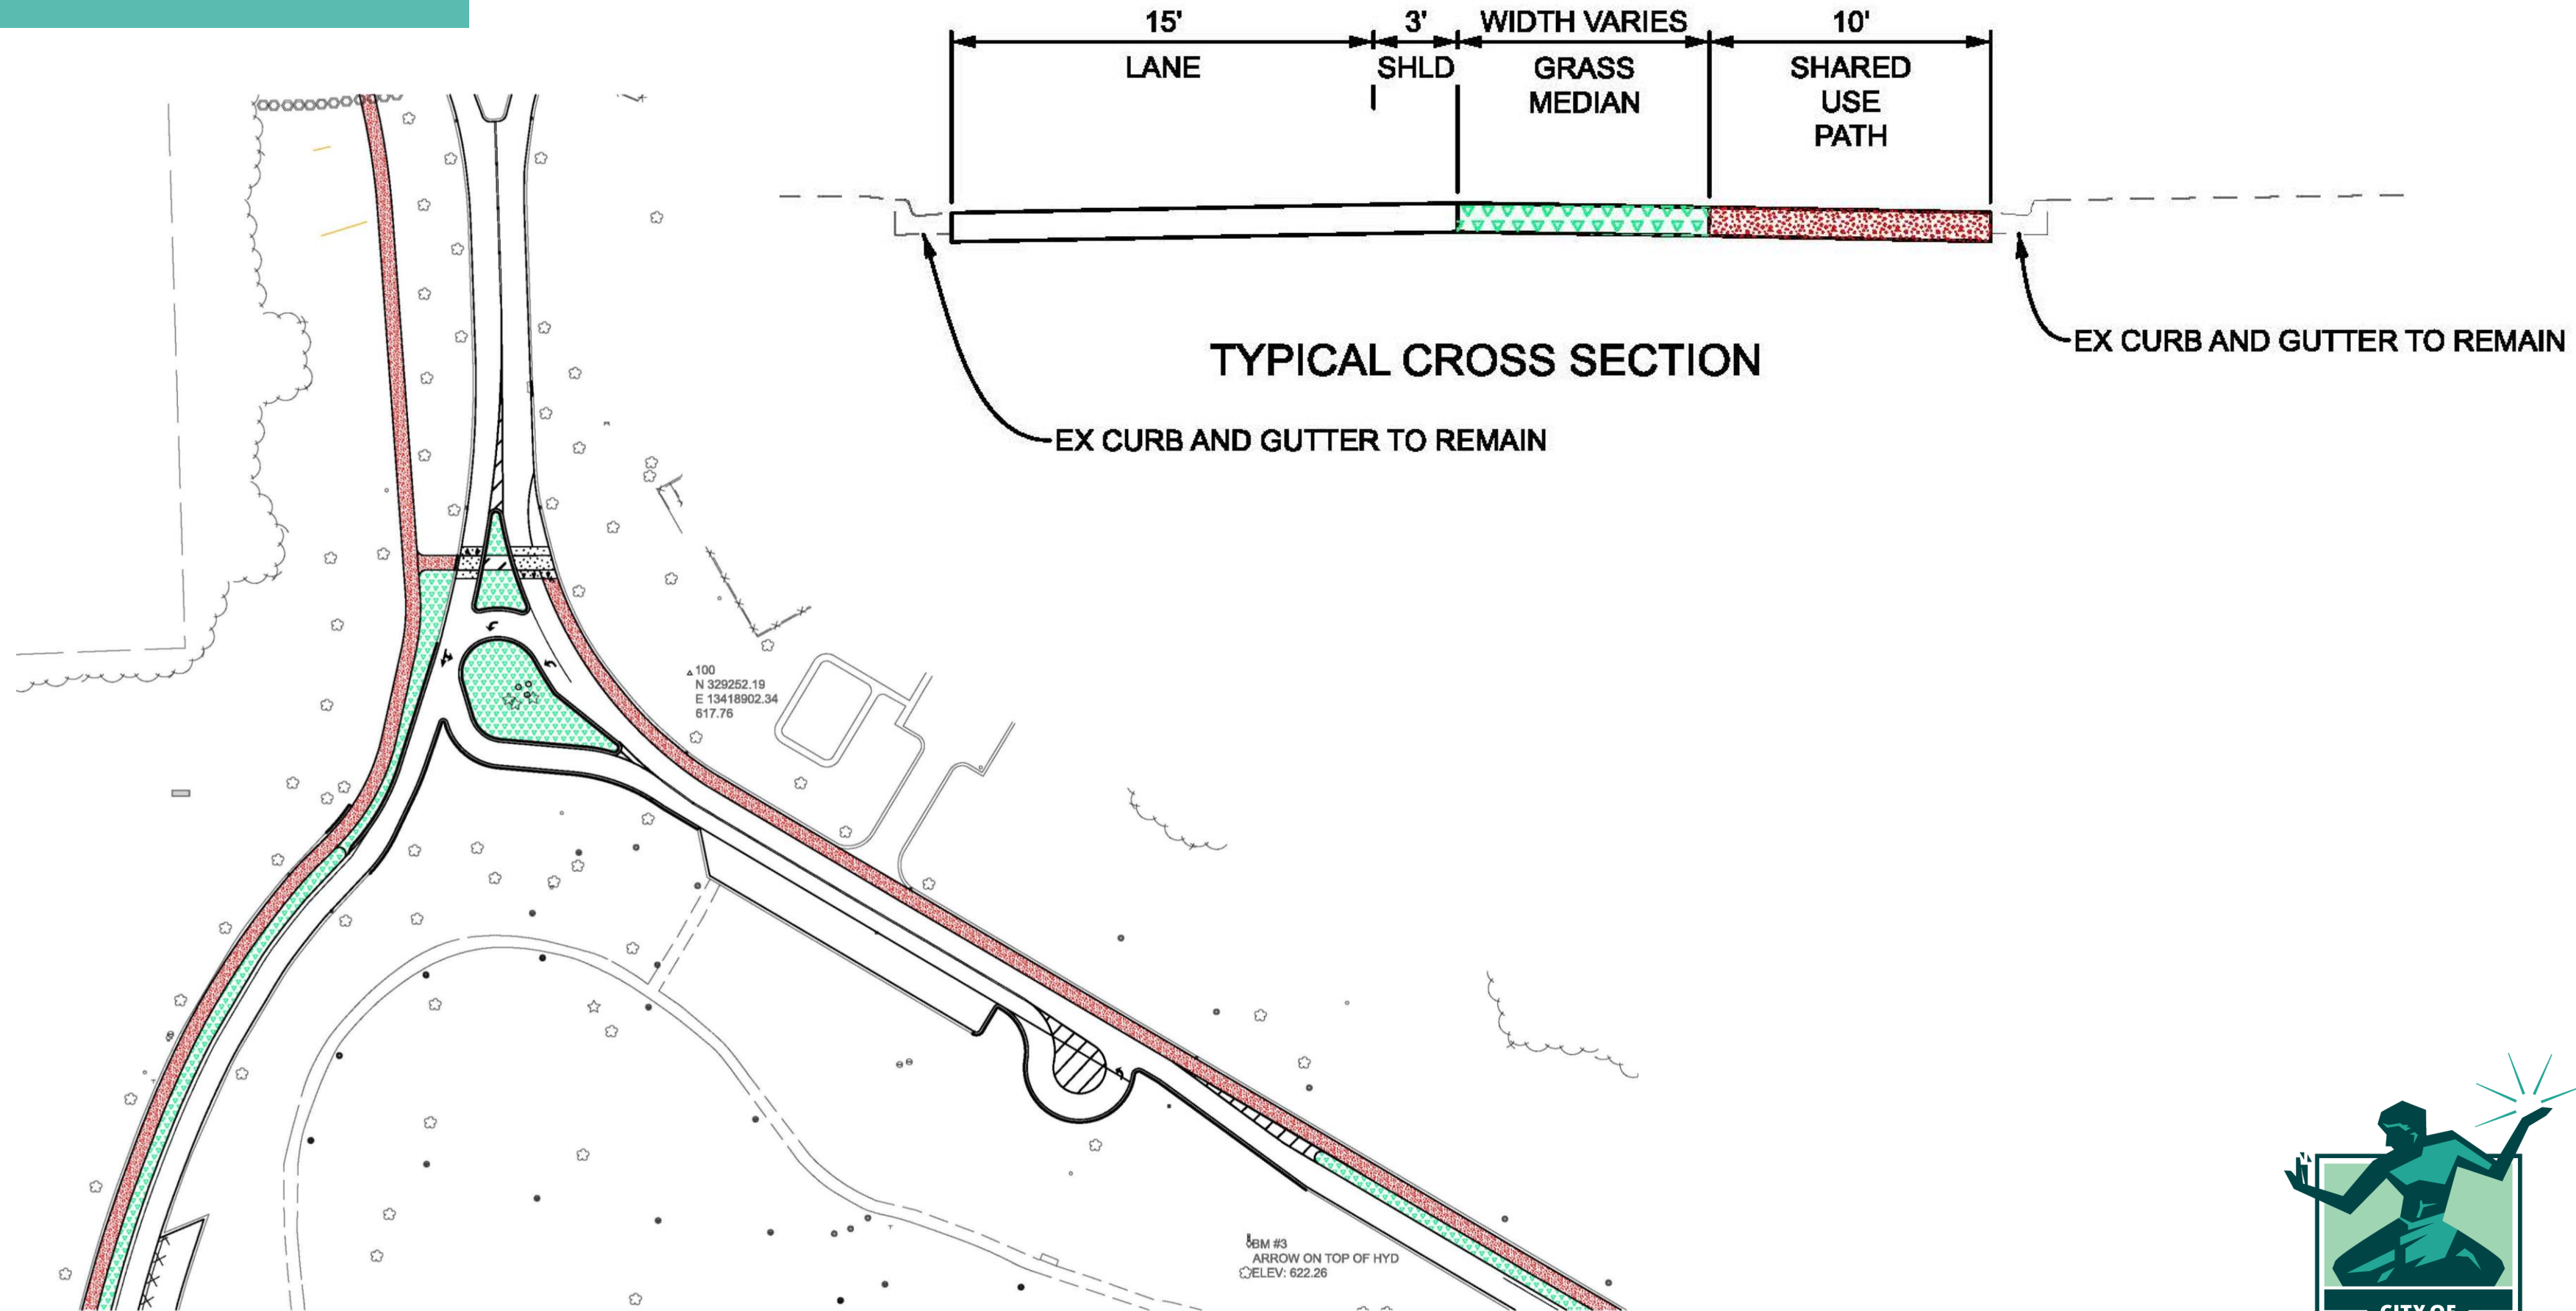 15' 3' WIDTH VARIES 10'
LANE SHLD GRASS SHARED
MEDIAN USE
PATH
TYPICAL CROSS SECTION
EX CURB AND GUTTER TO REMAIN
EX CURB AND GUTTER TO REMAIN
100
N 329252.19
E 13418902.34
617.76
BM #3
ARROW ON TOP OF HYD
ELEV: 622.26
CITY OF